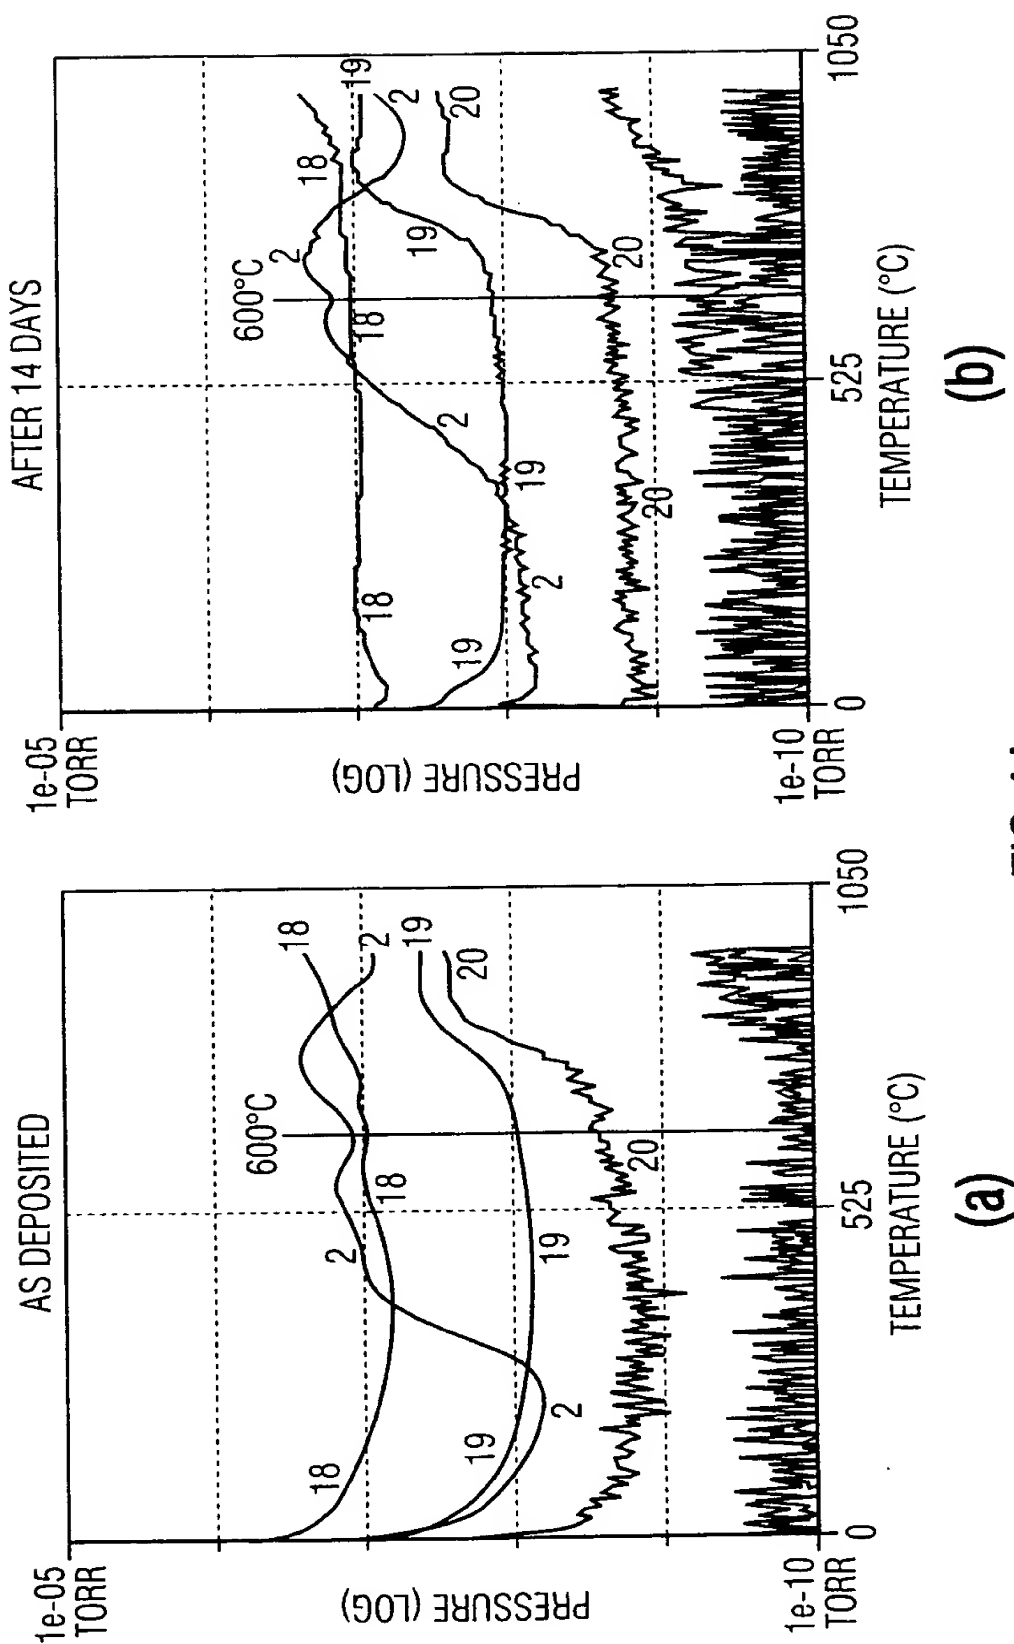 AS DEPOSITED
1e-05
TORR
PRESSURE (LOG)
1e-10
TORR
600°C
18
18
18
2
2
2
19
19
19
20
20
0
525
1050
TEMPERATURE (°C)
(a)
AFTER 14 DAYS
1e-05
TORR
PRESSURE (LOG)
1e-10
TORR
600°C
18
18
18
19
19
19
19
2
2
2
2
20
20
20
0
525
1050
TEMPERATURE (°C)
(b)